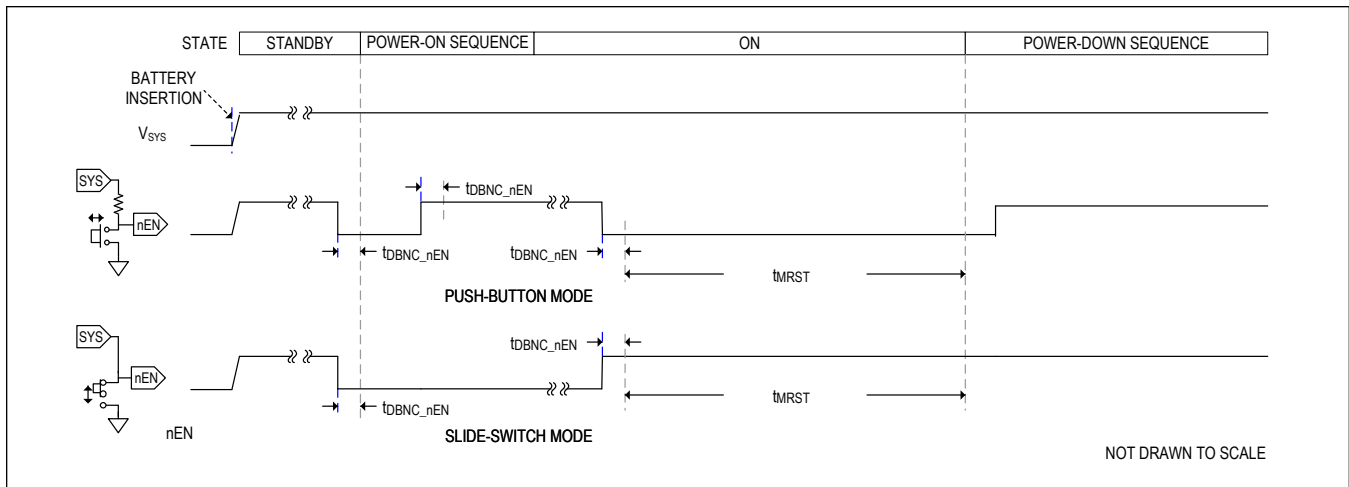 STATE STANDBY POWER-ON SEQUENCE ON POWER-DOWN SEQUENCE
BATTERY
INSERTION
VSYS
SYS
nEN
tDBNC_nEN
tDBNC_nEN
tDBNC_nEN
tMRST
PUSH-BUTTON MODE
SYS
nEN
tDBNC_nEN
tDBNC_nEN
tMRST
nEN
SLIDE-SWITCH MODE
NOT DRAWN TO SCALE